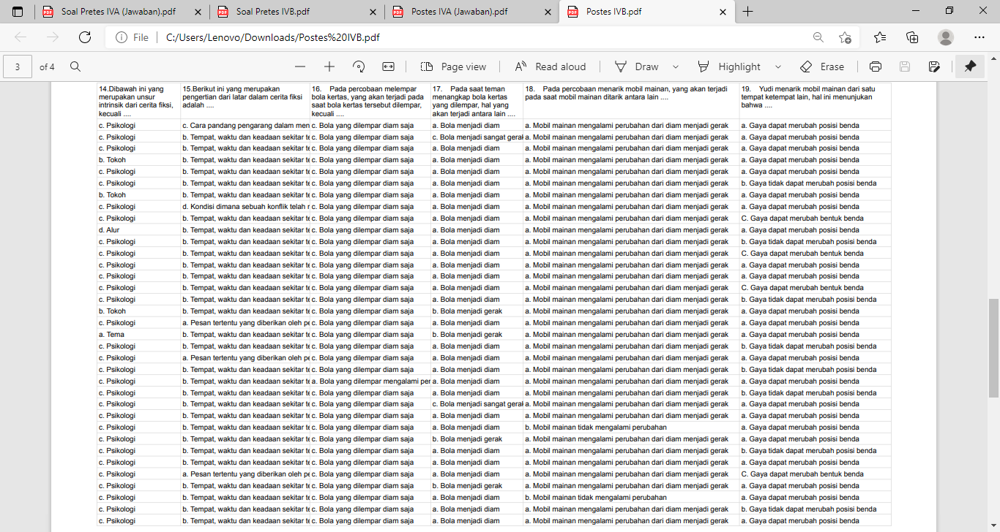 Soal Pretes IVA (Jawaban).pdf Soal Pretes IVB.pdf Postes IVA (Jawaban).pdf Postes IVB.pdf
File C:/Users/Lenovo/Downloads/Postes%20IVB.pdf
3 of 4 Page view Read aloud Draw Highlight Erase
14.Dibawah ini yang merupakan unsur intrinsik dari cerita fiksi, kecuali .... 15.Berikut ini yang merupakan pengertian dari latar dalam cerita fiksi adalah .... 16. Pada percobaan melempar bola kertas, yang akan terjadi pada saat bola kertas tersebut dilempar, kecuali .... 17. Pada saat teman menangkap bola kertas yang dilempar, hal yang akan terjadi antara lain .... 18. Pada percobaan menarik mobil mainan, yang akan terjadi pada saat mobil mainan ditarik antara lain .... 19. Yudi menarik mobil mainan dari satu tempat ketempat lain, hal ini menunjukan bahwa ....
c. Psikologi c. Cara pandang pengarang dalam men c. Bola yang dilempar diam saja a. Bola menjadi diam a. Mobil mainan mengalami perubahan dari diam menjadi gerak a. Gaya dapat merubah posisi benda
c. Psikologi b. Tempat, waktu dan keadaan sekitar te c. Bola yang dilempar diam saja c. Bola menjadi sangat gerak a. Mobil mainan mengalami perubahan dari diam menjadi gerak a. Gaya dapat merubah posisi benda
c. Psikologi b. Tempat, waktu dan keadaan sekitar te c. Bola yang dilempar diam saja a. Bola menjadi diam a. Mobil mainan mengalami perubahan dari diam menjadi gerak a. Gaya dapat merubah posisi benda
b. Tokoh b. Tempat, waktu dan keadaan sekitar te c. Bola yang dilempar diam saja a. Bola menjadi diam a. Mobil mainan mengalami perubahan dari diam menjadi gerak a. Gaya dapat merubah posisi benda
c. Psikologi b. Tempat, waktu dan keadaan sekitar te c. Bola yang dilempar diam saja a. Bola menjadi diam a. Mobil mainan mengalami perubahan dari diam menjadi gerak a. Gaya dapat merubah posisi benda
c. Psikologi b. Tempat, waktu dan keadaan sekitar te c. Bola yang dilempar diam saja a. Bola menjadi diam a. Mobil mainan mengalami perubahan dari diam menjadi gerak b. Gaya tidak dapat merubah posisi benda
b. Tokoh b. Tempat, waktu dan keadaan sekitar te c. Bola yang dilempar diam saja a. Bola menjadi diam a. Mobil mainan mengalami perubahan dari diam menjadi gerak a. Gaya dapat merubah posisi benda
c. Psikologi d. Kondisi dimana sebuah konflik telah r c. Bola yang dilempar diam saja a. Bola menjadi diam a. Mobil mainan mengalami perubahan dari diam menjadi gerak a. Gaya dapat merubah posisi benda
c. Psikologi b. Tempat, waktu dan keadaan sekitar te c. Bola yang dilempar diam saja a. Bola menjadi diam a. Mobil mainan mengalami perubahan dari diam menjadi gerak C. Gaya dapat merubah bentuk benda
d. Alur b. Tempat, waktu dan keadaan sekitar te c. Bola yang dilempar diam saja a. Bola menjadi diam a. Mobil mainan mengalami perubahan dari diam menjadi gerak a. Gaya dapat merubah posisi benda
c. Psikologi b. Tempat, waktu dan keadaan sekitar te c. Bola yang dilempar diam saja a. Bola menjadi diam a. Mobil mainan mengalami perubahan dari diam menjadi gerak b. Gaya tidak dapat merubah posisi benda
c. Psikologi b. Tempat, waktu dan keadaan sekitar te c. Bola yang dilempar diam saja a. Bola menjadi diam a. Mobil mainan mengalami perubahan dari diam menjadi gerak C. Gaya dapat merubah bentuk benda
c. Psikologi b. Tempat, waktu dan keadaan sekitar te c. Bola yang dilempar diam saja a. Bola menjadi diam a. Mobil mainan mengalami perubahan dari diam menjadi gerak a. Gaya dapat merubah posisi benda
c. Psikologi b. Tempat, waktu dan keadaan sekitar te c. Bola yang dilempar diam saja a. Bola menjadi diam a. Mobil mainan mengalami perubahan dari diam menjadi gerak a. Gaya dapat merubah posisi benda
c. Psikologi b. Tempat, waktu dan keadaan sekitar te c. Bola yang dilempar diam saja a. Bola menjadi diam a. Mobil mainan mengalami perubahan dari diam menjadi gerak C. Gaya dapat merubah bentuk benda
c. Psikologi b. Tempat, waktu dan keadaan sekitar te c. Bola yang dilempar diam saja a. Bola menjadi diam a. Mobil mainan mengalami perubahan dari diam menjadi gerak b. Gaya tidak dapat merubah posisi benda
b. Tokoh b. Tempat, waktu dan keadaan sekitar te c. Bola yang dilempar diam saja b. Bola menjadi gerak a. Mobil mainan mengalami perubahan dari diam menjadi gerak a. Gaya dapat merubah posisi benda
c. Psikologi a. Pesan tertentu yang diberikan oleh pe c. Bola yang dilempar diam saja a. Bola menjadi diam a. Mobil mainan mengalami perubahan dari diam menjadi gerak a. Gaya dapat merubah posisi benda
a. Tema b. Tempat, waktu dan keadaan sekitar te c. Bola yang dilempar diam saja b. Bola menjadi gerak a. Mobil mainan mengalami perubahan dari diam menjadi gerak a. Gaya dapat merubah posisi benda
c. Psikologi b. Tempat, waktu dan keadaan sekitar te c. Bola yang dilempar diam saja a. Bola menjadi diam a. Mobil mainan mengalami perubahan dari diam menjadi gerak b. Gaya tidak dapat merubah posisi benda
c. Psikologi a. Pesan tertentu yang diberikan oleh pe c. Bola yang dilempar diam saja a. Bola menjadi diam a. Mobil mainan mengalami perubahan dari diam menjadi gerak a. Gaya dapat merubah posisi benda
c. Psikologi b. Tempat, waktu dan keadaan sekitar te c. Bola yang dilempar diam saja a. Bola menjadi diam a. Mobil mainan mengalami perubahan dari diam menjadi gerak b. Gaya tidak dapat merubah posisi benda
c. Psikologi b. Tempat, waktu dan keadaan sekitar te a. Bola yang dilempar mengalami per a. Bola menjadi diam a. Mobil mainan mengalami perubahan dari diam menjadi gerak a. Gaya dapat merubah posisi benda
c. Psikologi b. Tempat, waktu dan keadaan sekitar te c. Bola yang dilempar diam saja a. Bola menjadi diam a. Mobil mainan mengalami perubahan dari diam menjadi gerak b. Gaya tidak dapat merubah posisi benda
c. Psikologi b. Tempat, waktu dan keadaan sekitar te c. Bola yang dilempar diam saja c. Bola menjadi sangat gerak a. Mobil mainan mengalami perubahan dari diam menjadi gerak a. Gaya dapat merubah posisi benda
c. Psikologi b. Tempat, waktu dan keadaan sekitar te c. Bola yang dilempar diam saja a. Bola menjadi diam a. Mobil mainan mengalami perubahan dari diam menjadi gerak a. Gaya dapat merubah posisi benda
c. Psikologi b. Tempat, waktu dan keadaan sekitar te c. Bola yang dilempar diam saja a. Bola menjadi diam b. Mobil mainan tidak mengalami perubahan a. Gaya dapat merubah posisi benda
c. Psikologi b. Tempat, waktu dan keadaan sekitar te c. Bola yang dilempar diam saja b. Bola menjadi gerak a. Mobil mainan mengalami perubahan dari diam menjadi gerak a. Gaya dapat merubah posisi benda
c. Psikologi b. Tempat, waktu dan keadaan sekitar te c. Bola yang dilempar diam saja a. Bola menjadi diam a. Mobil mainan mengalami perubahan dari diam menjadi gerak b. Gaya tidak dapat merubah posisi benda
c. Psikologi b. Tempat, waktu dan keadaan sekitar te c. Bola yang dilempar diam saja a. Bola menjadi diam a. Mobil mainan mengalami perubahan dari diam menjadi gerak a. Gaya dapat merubah posisi benda
c. Psikologi a. Pesan tertentu yang diberikan oleh pe c. Bola yang dilempar diam saja a. Bola menjadi diam a. Mobil mainan mengalami perubahan dari diam menjadi gerak C. Gaya dapat merubah bentuk benda
c. Psikologi b. Tempat, waktu dan keadaan sekitar te c. Bola yang dilempar diam saja b. Bola menjadi gerak a. Mobil mainan mengalami perubahan dari diam menjadi gerak a. Gaya dapat merubah posisi benda
c. Psikologi b. Tempat, waktu dan keadaan sekitar te c. Bola yang dilempar diam saja a. Bola menjadi diam b. Mobil mainan tidak mengalami perubahan a. Gaya dapat merubah posisi benda
c. Psikologi b. Tempat, waktu dan keadaan sekitar te c. Bola yang dilempar diam saja a. Bola menjadi diam a. Mobil mainan mengalami perubahan dari diam menjadi gerak b. Gaya tidak dapat merubah posisi benda
c. Psikologi b. Tempat, waktu dan keadaan sekitar te c. Bola yang dilempar diam saja a. Bola menjadi diam a. Mobil mainan mengalami perubahan dari diam menjadi gerak a. Gaya dapat merubah posisi benda